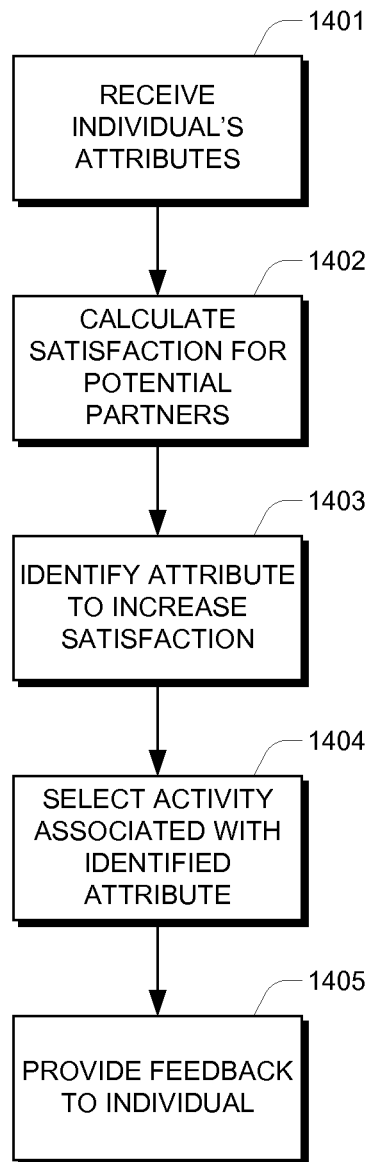 1401
RECEIVE
INDIVIDUAL'S
ATTRIBUTES
1402
CALCULATE
SATISFACTION FOR
POTENTIAL
PARTNERS
1403
IDENTIFY ATTRIBUTE
TO INCREASE
SATISFACTION
1404
SELECT ACTIVITY
ASSOCIATED WITH
IDENTIFIED
ATTRIBUTE
1405
PROVIDE FEEDBACK
TO INDIVIDUAL